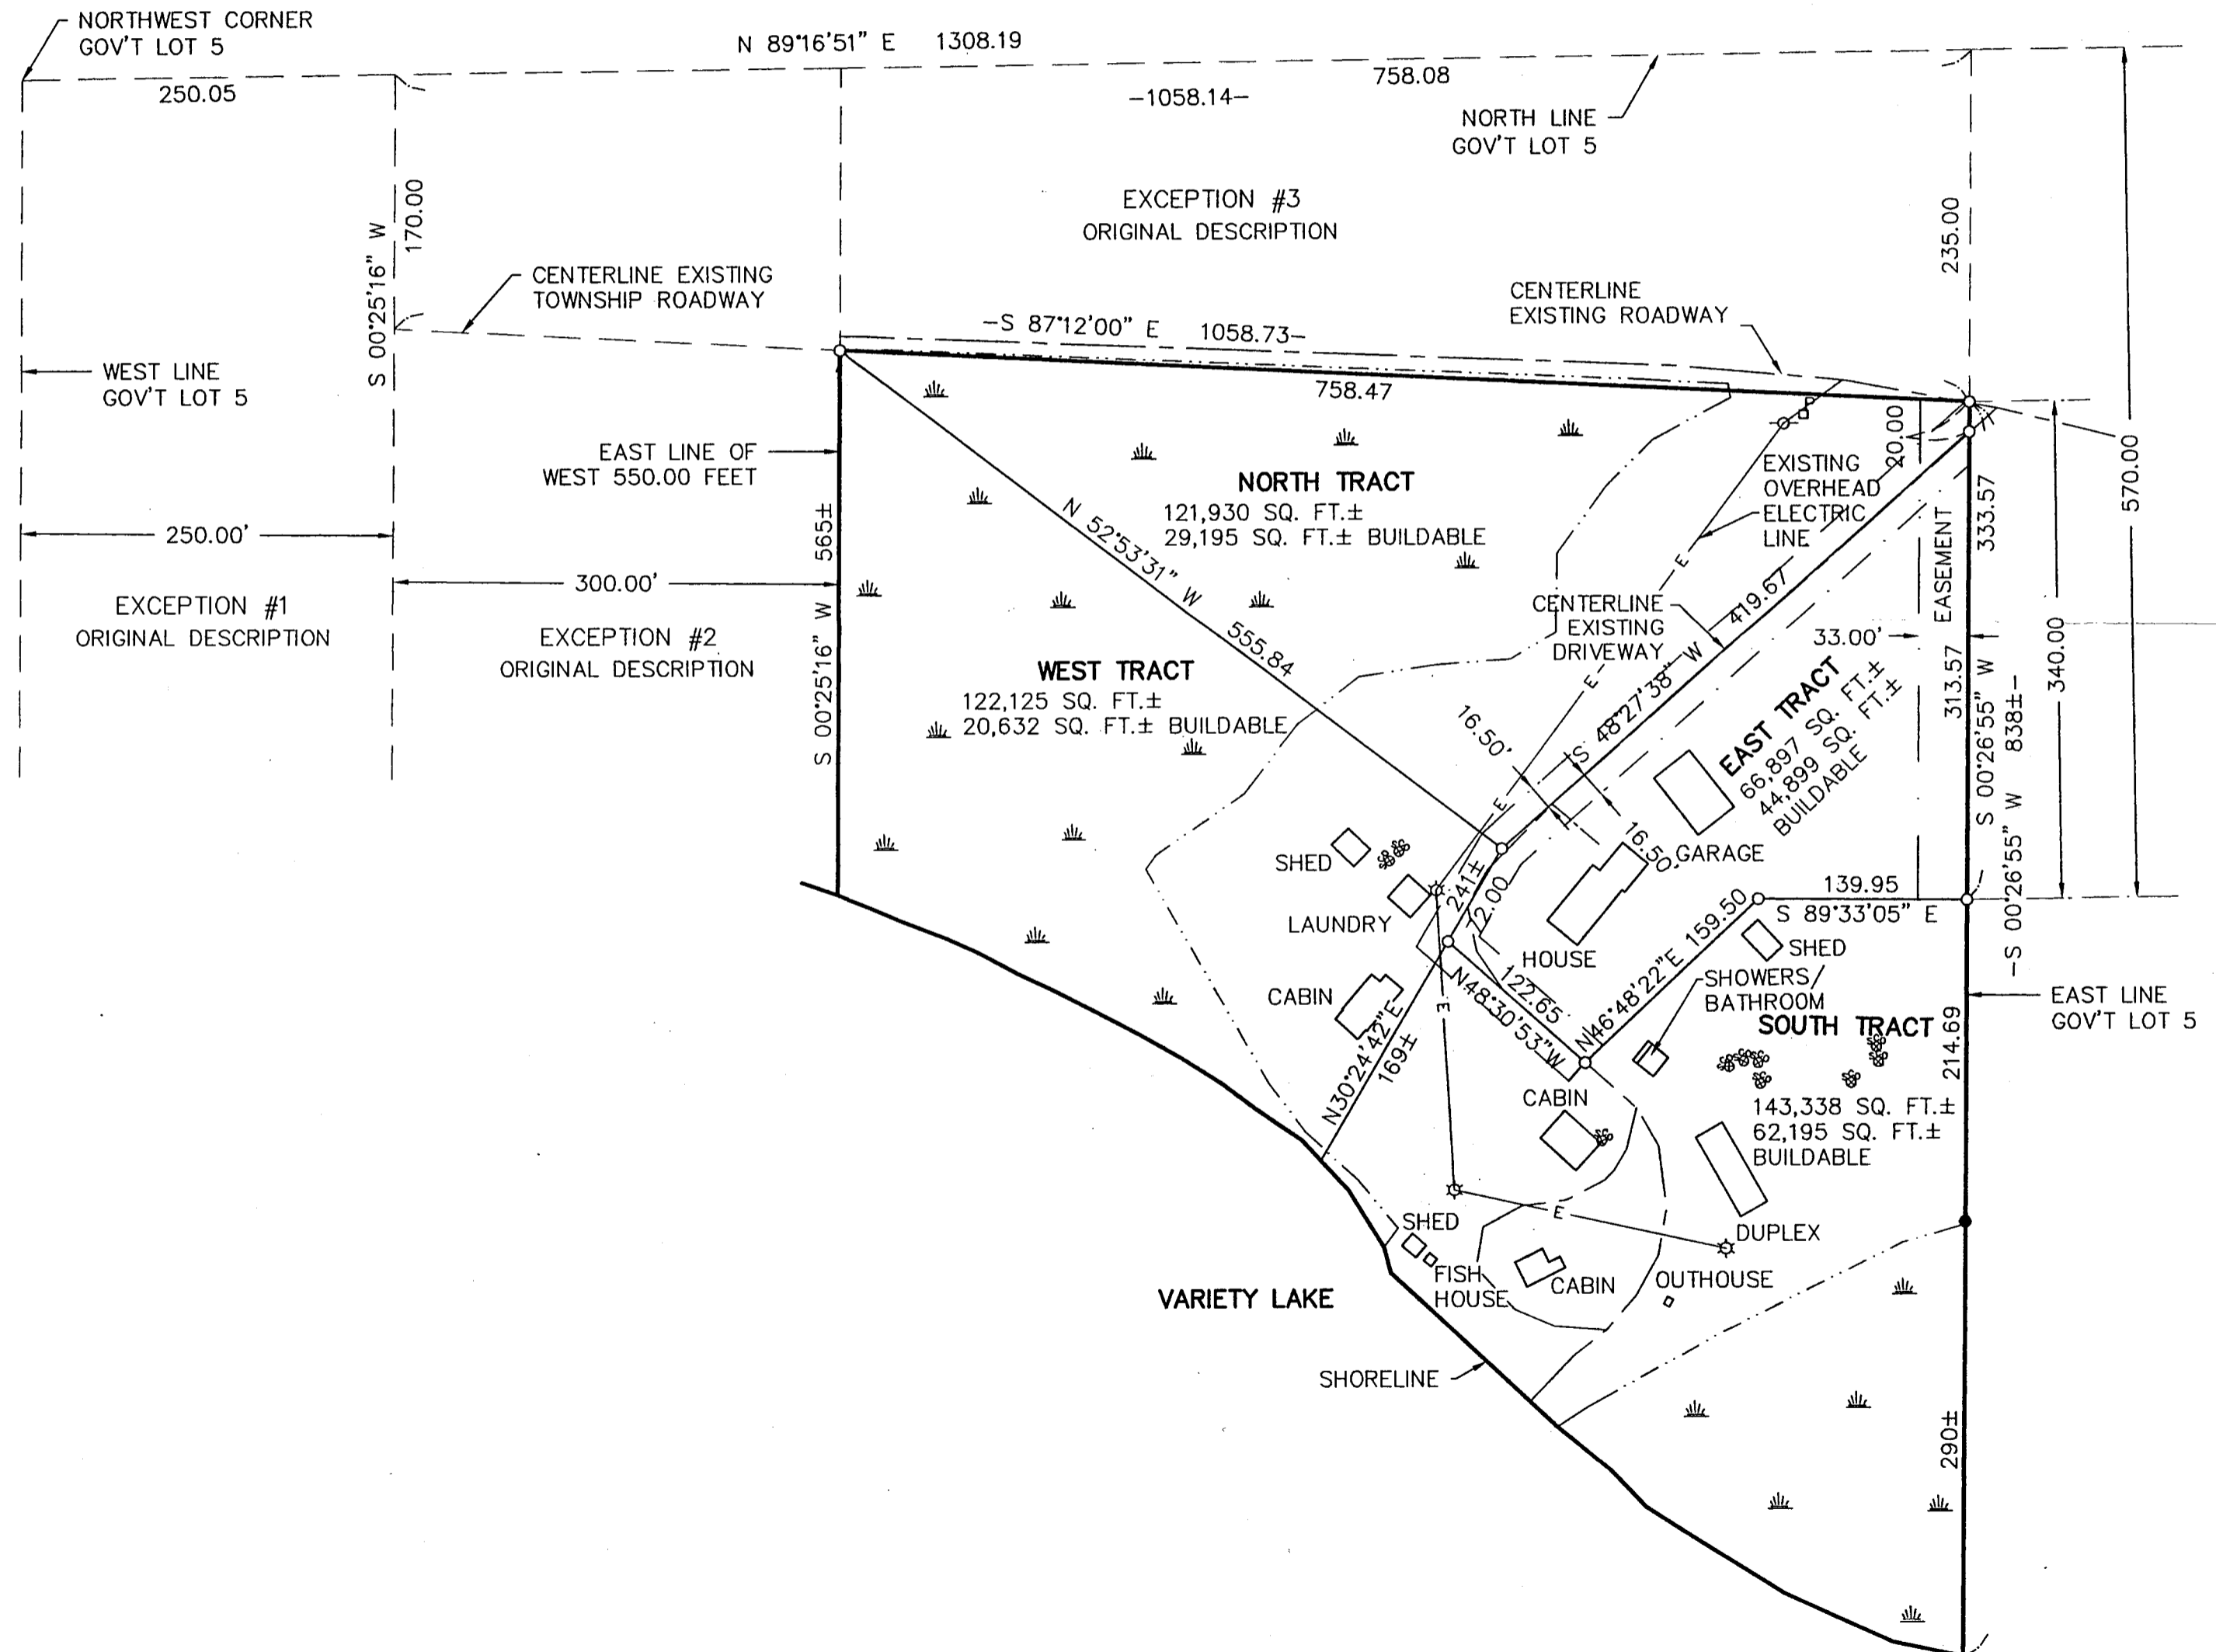 NORTHWEST CORNER
GOV'T LOT 5
N 89°16'51" E 1308.19
250.05
758.08
-1058.14-
NORTH LINE
GOV'T LOT 5
S 00°25'16" W
170.00
EXCEPTION #3
ORIGINAL DESCRIPTION
235.00
CENTERLINE EXISTING
TOWNSHIP ROADWAY
CENTERLINE
EXISTING ROADWAY
-S 87°12'00" E 1058.73-
758.47
WEST LINE
GOV'T LOT 5
EAST LINE OF
WEST 550.00 FEET
250.00'
300.00'
EXCEPTION #1
ORIGINAL DESCRIPTION
EXCEPTION #2
ORIGINAL DESCRIPTION
S 00°25'16" W 565±
NORTH TRACT
121,930 SQ. FT.±
29,195 SQ. FT.± BUILDABLE
N 52°53'31" W
555.84
WEST TRACT
122,125 SQ. FT.±
20,632 SQ. FT.± BUILDABLE
EXISTING
OVERHEAD
ELECTRIC
LINE
20.00
EASEMENT
333.57
570.00
340.00
E
CENTERLINE
EXISTING
DRIVEWAY
419.67
S 48°27'38" W
33.00'
313.57
S 00°26'55" W
-S 00°26'55" W 838±-
E
16.50'
16.50'
EAST TRACT
66,897 SQ. FT.±
44,899 SQ. FT.±
BUILDABLE
E
GARAGE
SHED
LAUNDRY
241±
72.00
HOUSE
139.95
S 89°33'05" E
N46°48'22"E 159.50
SHED
SHOWERS/
BATHROOM
CABIN
E
122.65
N48°30'53"W
N30°24'42"E
169±
SOUTH TRACT
143,338 SQ. FT.±
62,195 SQ. FT.±
BUILDABLE
214.69
EAST LINE
GOV'T LOT 5
CABIN
E
SHED
FISH
HOUSE
CABIN
DUPLEX
OUTHOUSE
VARIETY LAKE
SHORELINE
290±